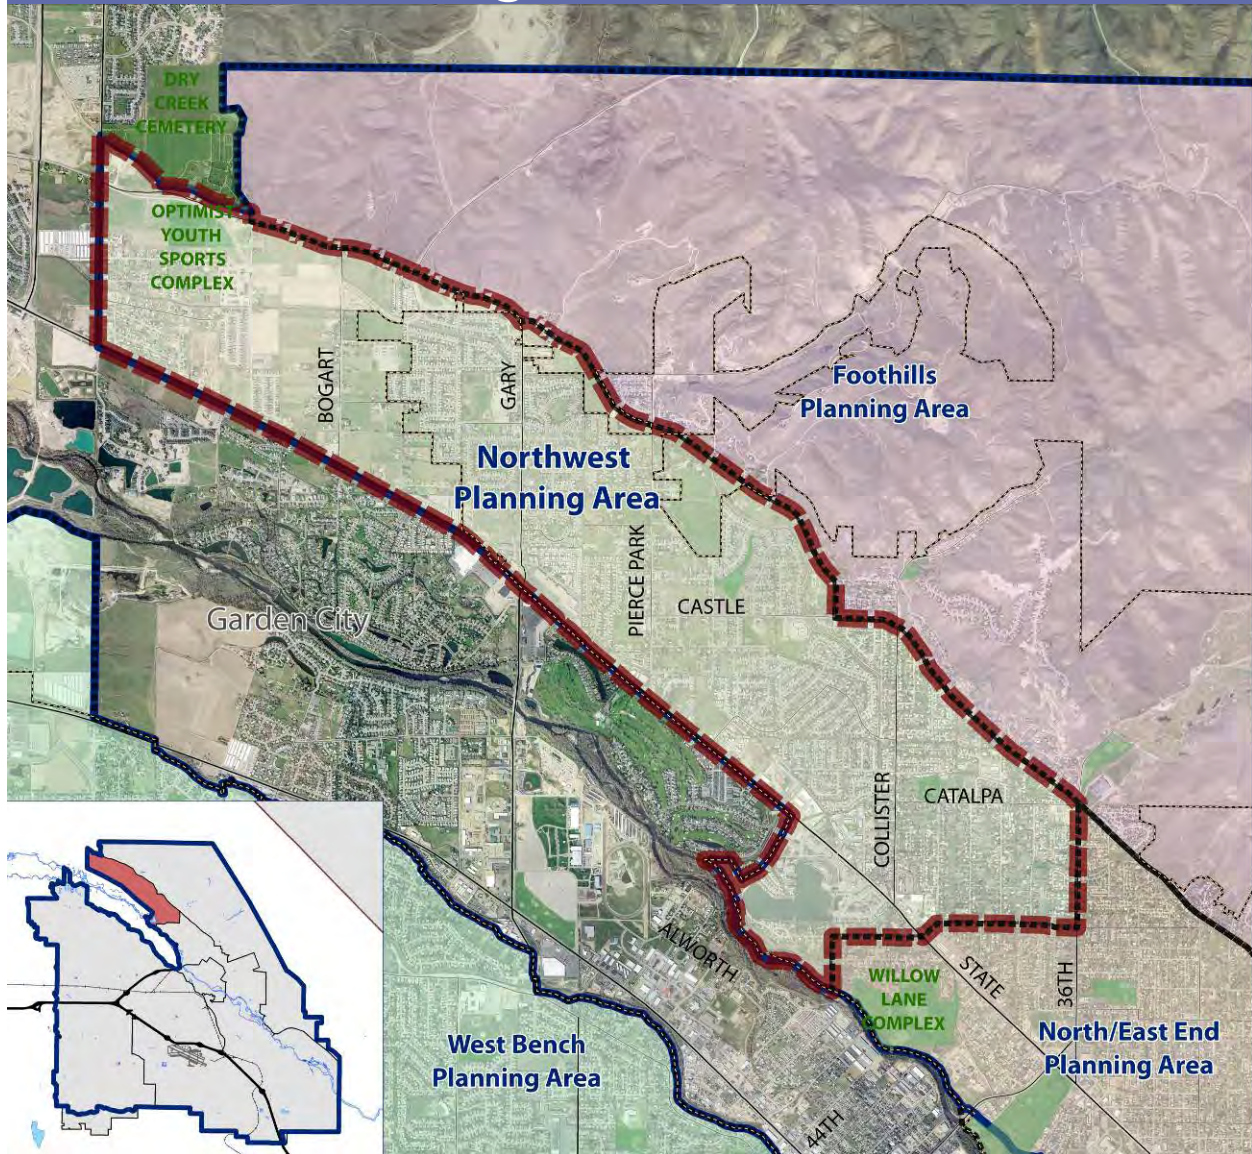 DRY
CREEK
CEMETERY
OPTIMIST
YOUTH
SPORTS
COMPLEX
BOGART
GARY
Foothills
Planning Area
Northwest
Planning Area
PIERCE PARK
CASTLE
Garden City
COLLISTER
CATALPA
ALWORTH
WILLOW
LANE
COMPLEX
STATE
36TH
West Bench
Planning Area
North/East End
Planning Area
44TH